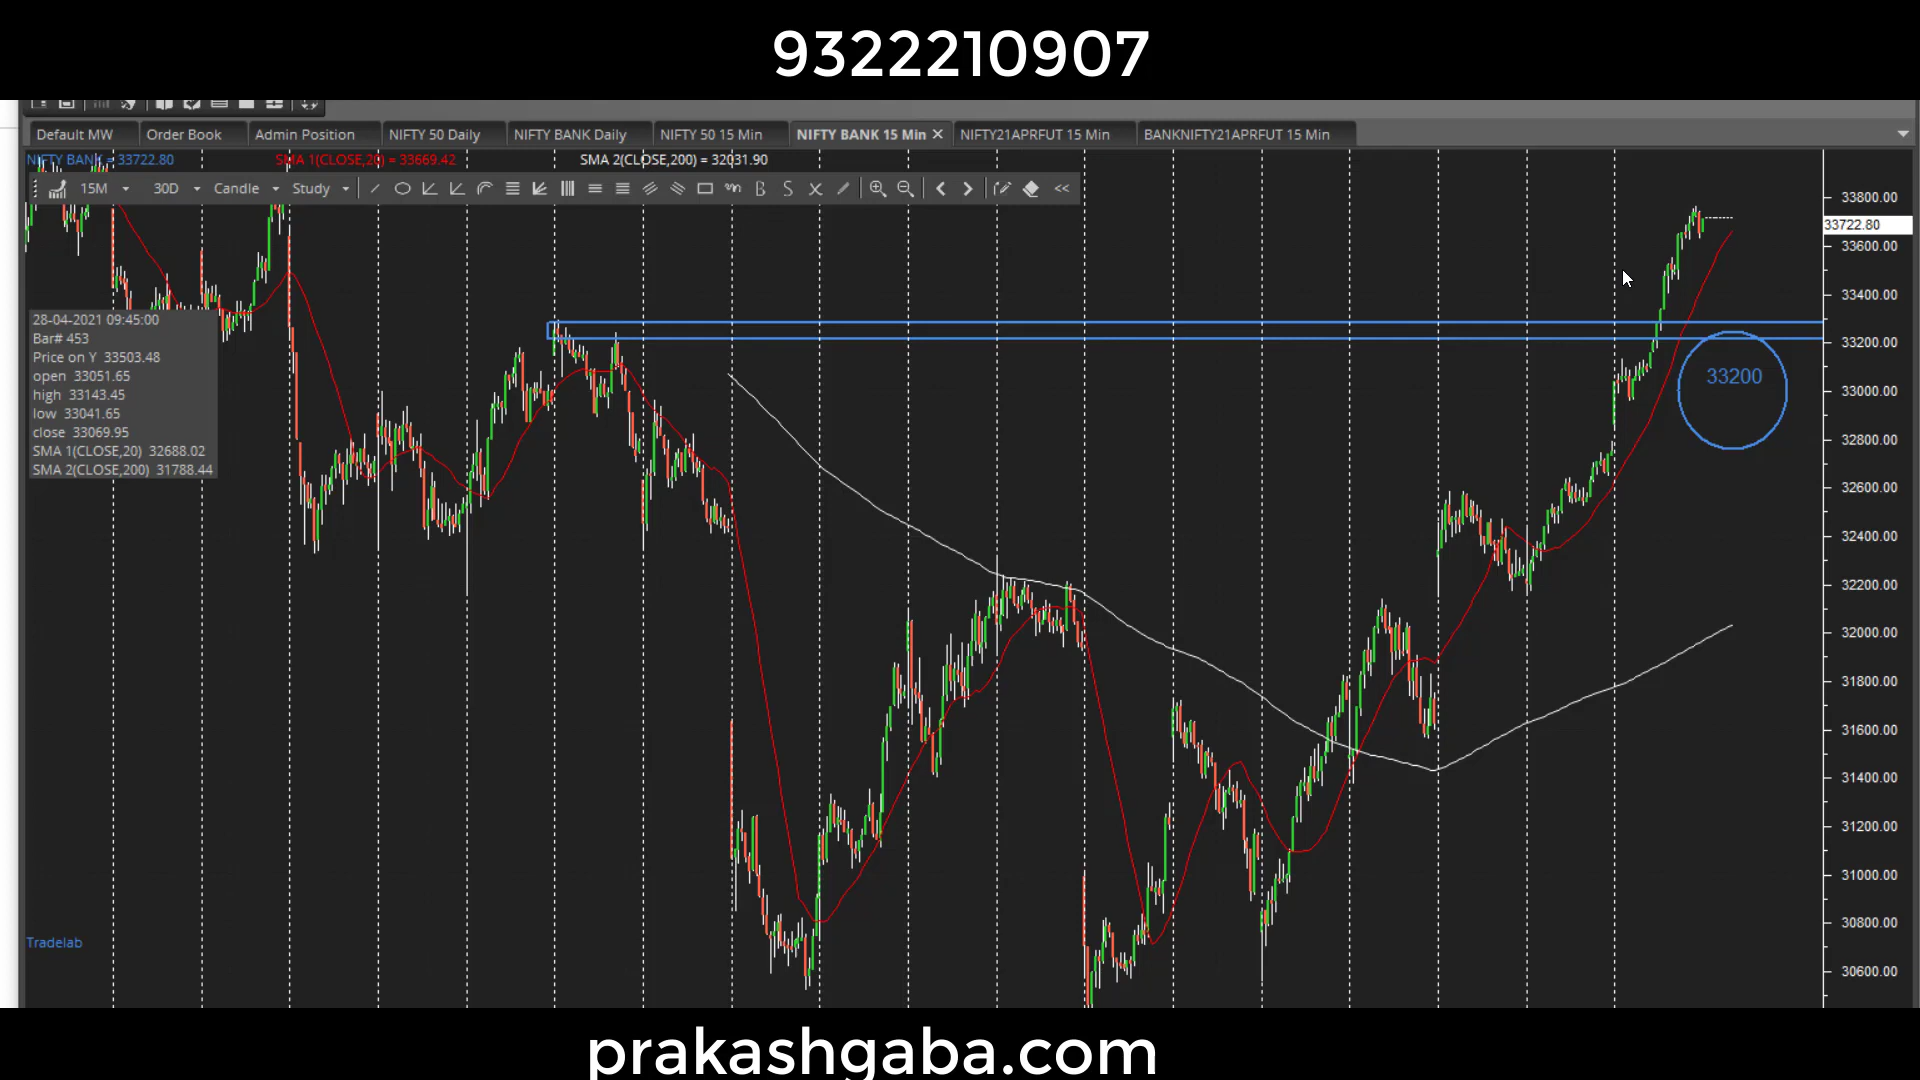 9322210907
Default MW Order Book Admin Position NIFTY 50 Daily NIFTY BANK Daily NIFTY 50 15 Min NIFTY BANK 15 Min ✕ NIFTY21APRFUT 15 Min BANKNIFTY21APRFUT 15 Min
NIFTY BANK = 33722.80 SMA 1(CLOSE,20) = 33669.42 SMA 2(CLOSE,200) = 32031.90
15M 30D Candle Study
33800.00
33722.80
33600.00
33400.00
33200.00
33000.00
32800.00
32600.00
32400.00
32200.00
32000.00
31800.00
31600.00
31400.00
31200.00
31000.00
30800.00
30600.00
28-04-2021 09:45:00
Bar# 453
Price on Y 33503.48
open 33051.65
high 33143.45
low 33041.65
close 33069.95
SMA 1(CLOSE,20) 32688.02
SMA 2(CLOSE,200) 31788.44
33200
Tradelab
prakashgaba.com